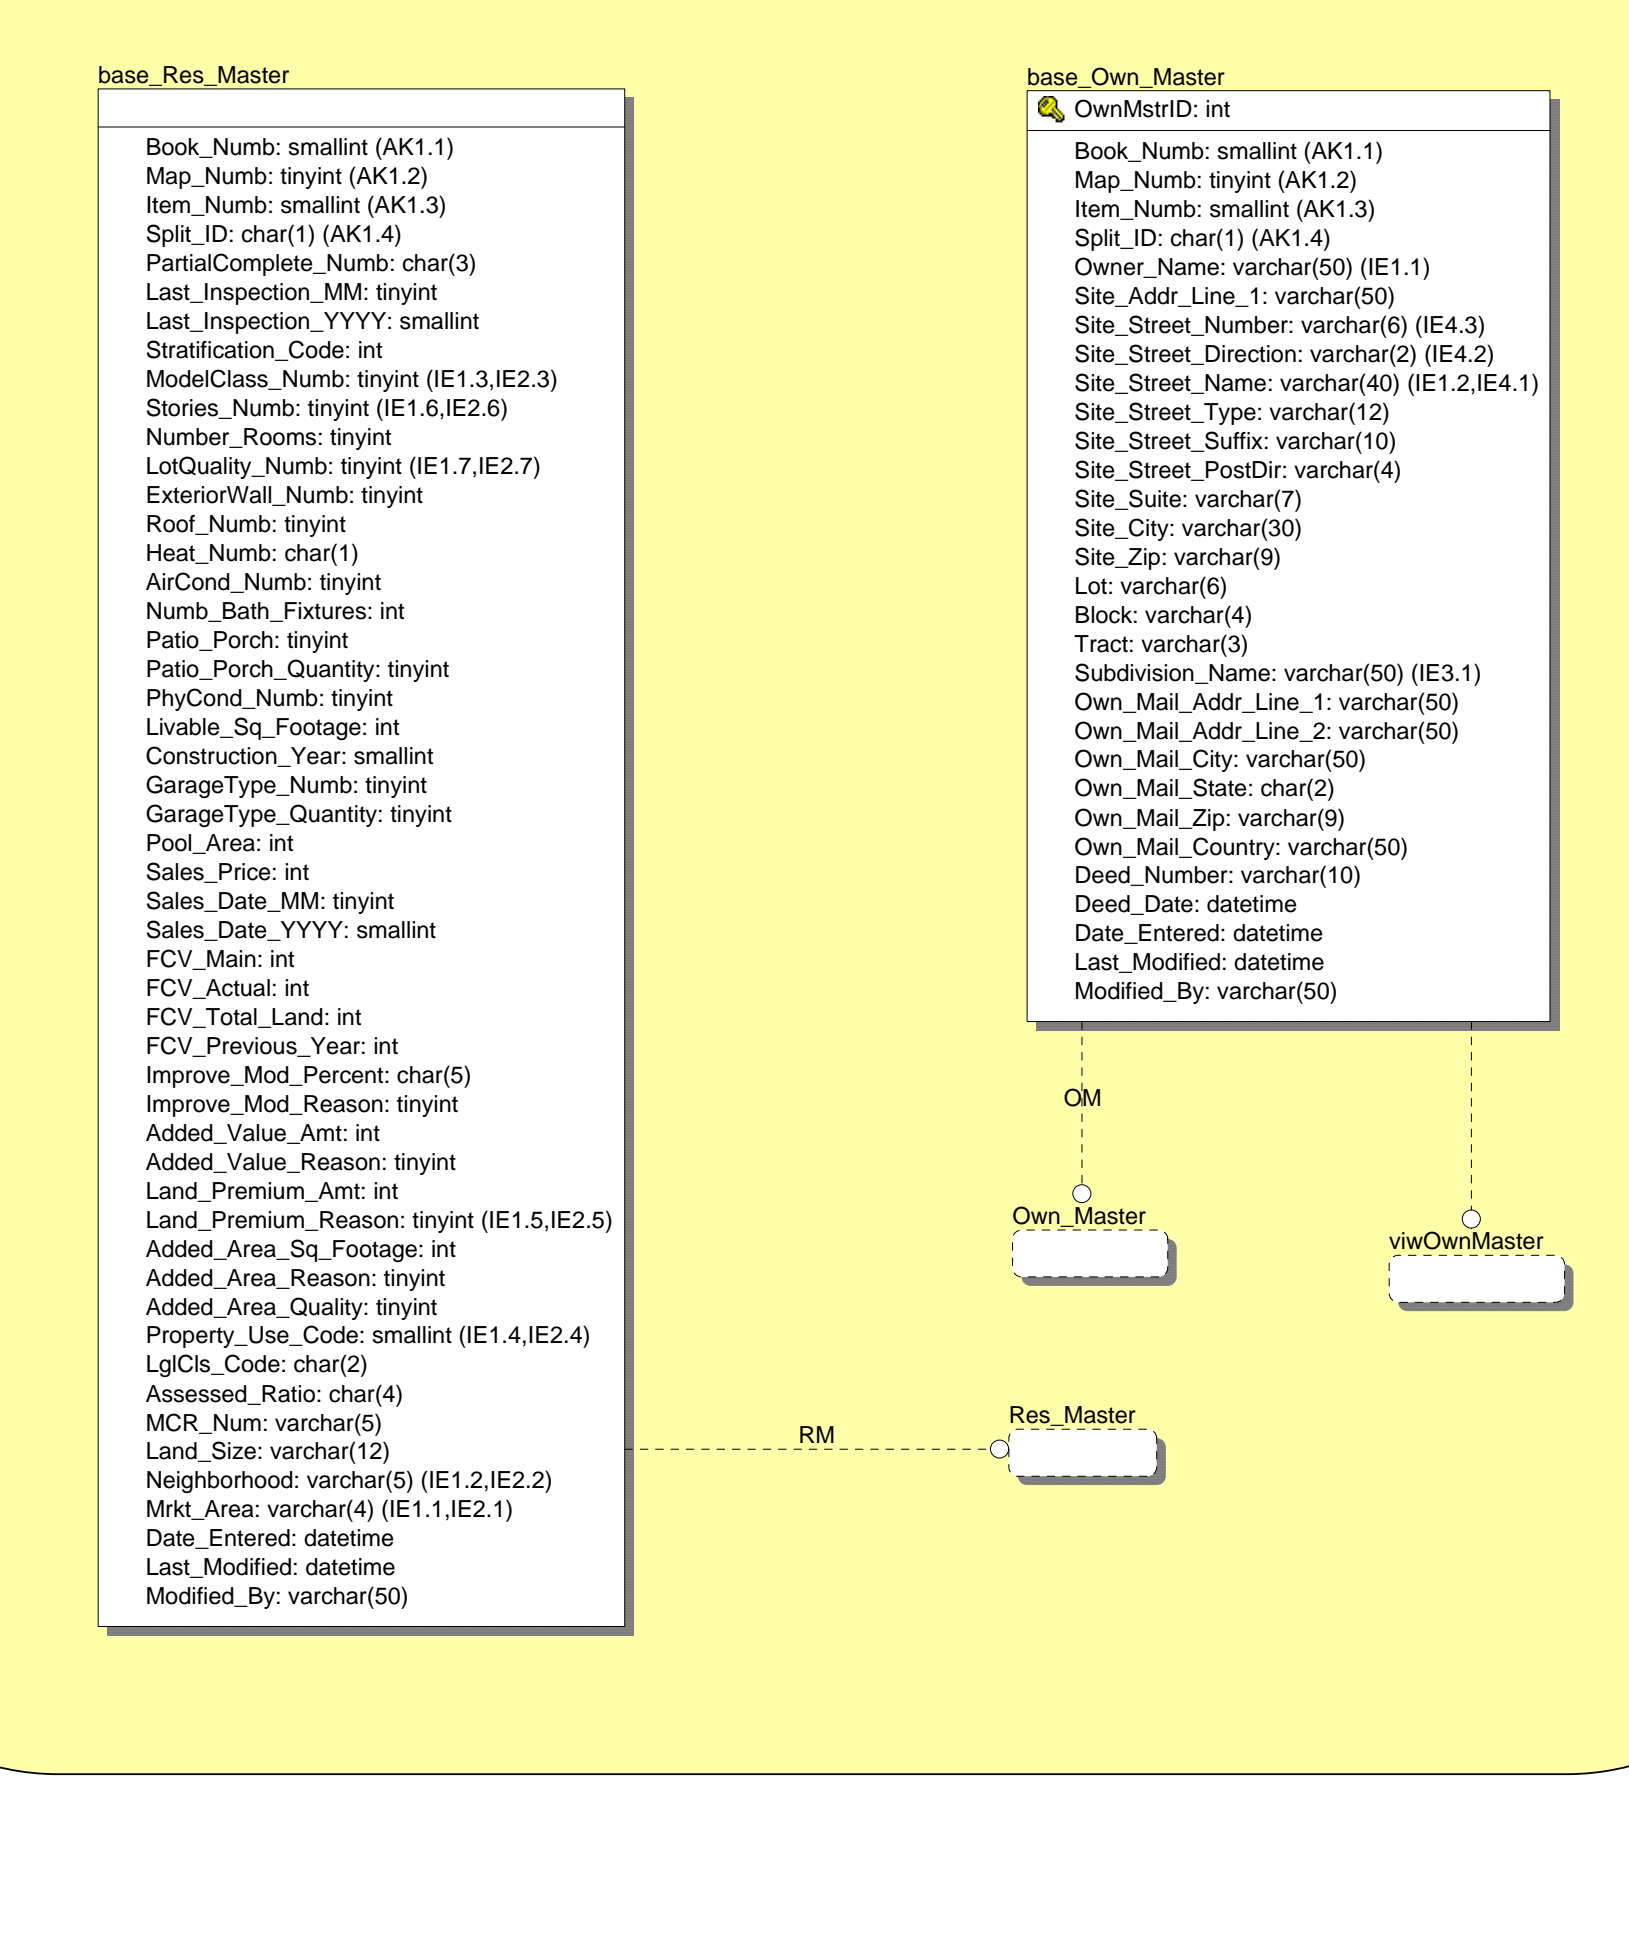 base_Res_Master
Book_Numb: smallint (AK1.1)
Map_Numb: tinyint (AK1.2)
Item_Numb: smallint (AK1.3)
Split_ID: char(1) (AK1.4)
PartialComplete_Numb: char(3)
Last_Inspection_MM: tinyint
Last_Inspection_YYYY: smallint
Stratification_Code: int
ModelClass_Numb: tinyint (IE1.3,IE2.3)
Stories_Numb: tinyint (IE1.6,IE2.6)
Number_Rooms: tinyint
LotQuality_Numb: tinyint (IE1.7,IE2.7)
ExteriorWall_Numb: tinyint
Roof_Numb: tinyint
Heat_Numb: char(1)
AirCond_Numb: tinyint
Numb_Bath_Fixtures: int
Patio_Porch: tinyint
Patio_Porch_Quantity: tinyint
PhyCond_Numb: tinyint
Livable_Sq_Footage: int
Construction_Year: smallint
GarageType_Numb: tinyint
GarageType_Quantity: tinyint
Pool_Area: int
Sales_Price: int
Sales_Date_MM: tinyint
Sales_Date_YYYY: smallint
FCV_Main: int
FCV_Actual: int
FCV_Total_Land: int
FCV_Previous_Year: int
Improve_Mod_Percent: char(5)
Improve_Mod_Reason: tinyint
Added_Value_Amt: int
Added_Value_Reason: tinyint
Land_Premium_Amt: int
Land_Premium_Reason: tinyint (IE1.5,IE2.5)
Added_Area_Sq_Footage: int
Added_Area_Reason: tinyint
Added_Area_Quality: tinyint
Property_Use_Code: smallint (IE1.4,IE2.4)
LglCls_Code: char(2)
Assessed_Ratio: char(4)
MCR_Num: varchar(5)
Land_Size: varchar(12)
Neighborhood: varchar(5) (IE1.2,IE2.2)
Mrkt_Area: varchar(4) (IE1.1,IE2.1)
Date_Entered: datetime
Last_Modified: datetime
Modified_By: varchar(50)
base_Own_Master
OwnMstrID: int
Book_Numb: smallint (AK1.1)
Map_Numb: tinyint (AK1.2)
Item_Numb: smallint (AK1.3)
Split_ID: char(1) (AK1.4)
Owner_Name: varchar(50) (IE1.1)
Site_Addr_Line_1: varchar(50)
Site_Street_Number: varchar(6) (IE4.3)
Site_Street_Direction: varchar(2) (IE4.2)
Site_Street_Name: varchar(40) (IE1.2,IE4.1)
Site_Street_Type: varchar(12)
Site_Street_Suffix: varchar(10)
Site_Street_PostDir: varchar(4)
Site_Suite: varchar(7)
Site_City: varchar(30)
Site_Zip: varchar(9)
Lot: varchar(6)
Block: varchar(4)
Tract: varchar(3)
Subdivision_Name: varchar(50) (IE3.1)
Own_Mail_Addr_Line_1: varchar(50)
Own_Mail_Addr_Line_2: varchar(50)
Own_Mail_City: varchar(50)
Own_Mail_State: char(2)
Own_Mail_Zip: varchar(9)
Own_Mail_Country: varchar(50)
Deed_Number: varchar(10)
Deed_Date: datetime
Date_Entered: datetime
Last_Modified: datetime
Modified_By: varchar(50)
OM
Own_Master
viwOwnMaster
RM
Res_Master